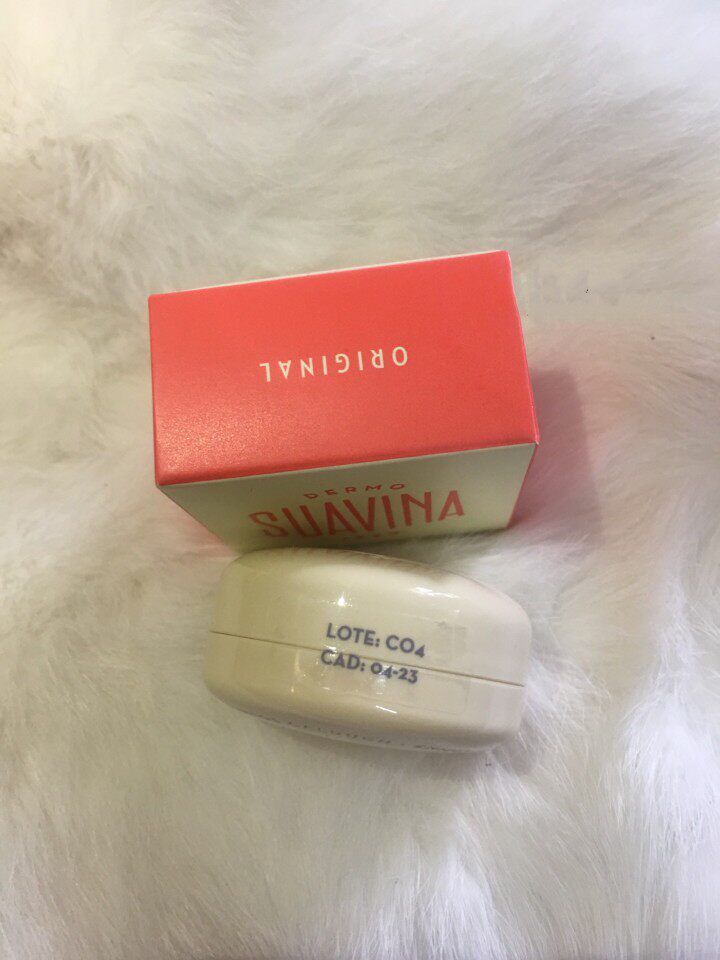 ORIGINAL
DERMO
SUAVINA
LOTE: CO4
CAD: 04-23